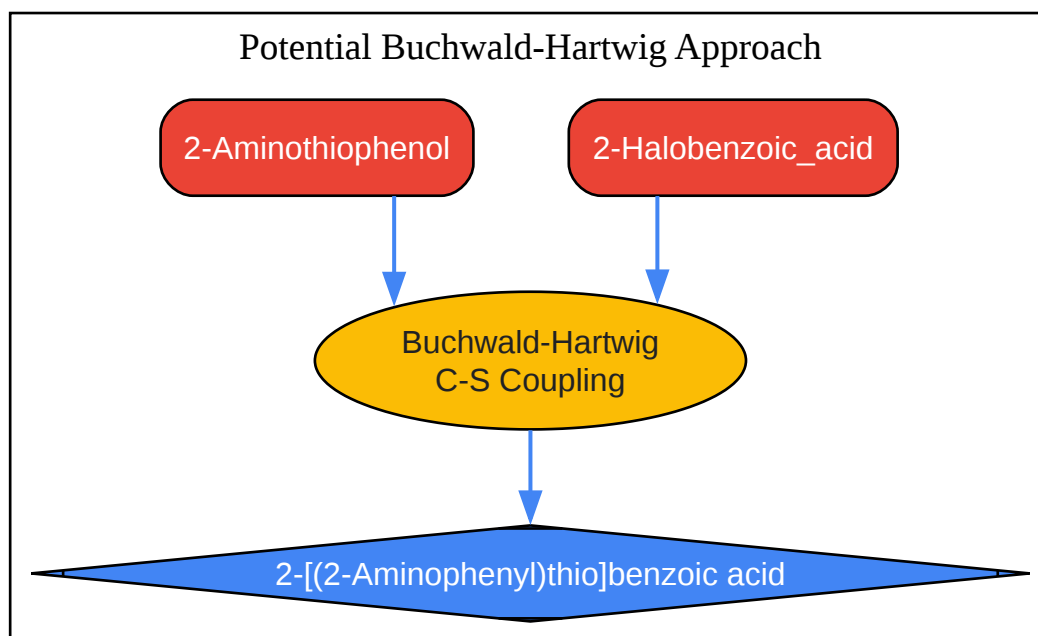 Potential Buchwald-Hartwig Approach
2-Aminothiophenol
2-Halobenzoic_acid
Buchwald-Hartwig
C-S Coupling
2-[(2-Aminophenyl)thio]benzoic acid